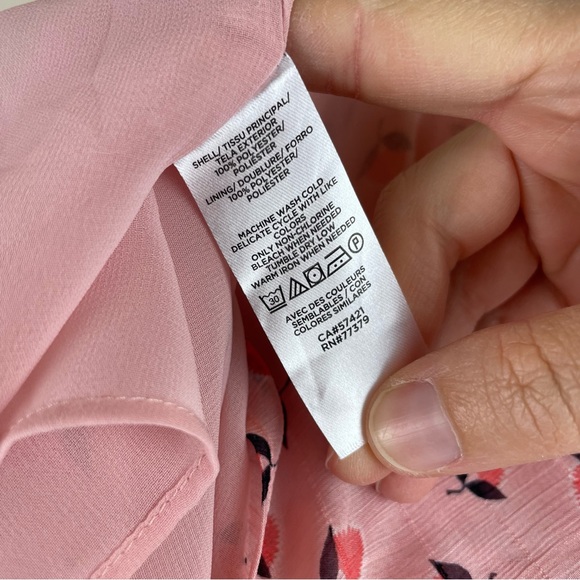 SHELL/ TISSU PRINCIPAL/
TELA EXTERIOR
100% POLYESTER/
POLIÉSTER
LINING/ DOUBLURE/ FORRO
100% POLYESTER/
POLIÉSTER
MACHINE WASH COLD
DELICATE CYCLE WITH LIKE
COLORS
ONLY NON-CHLORINE
BLEACH WHEN NEEDED
TUMBLE DRY LOW
WARM IRON WHEN NEEDED
30 P
AVEC DES COULEURS
SEMBLABLES / CON
COLORES SIMILARES
CA#57421
RN#77379